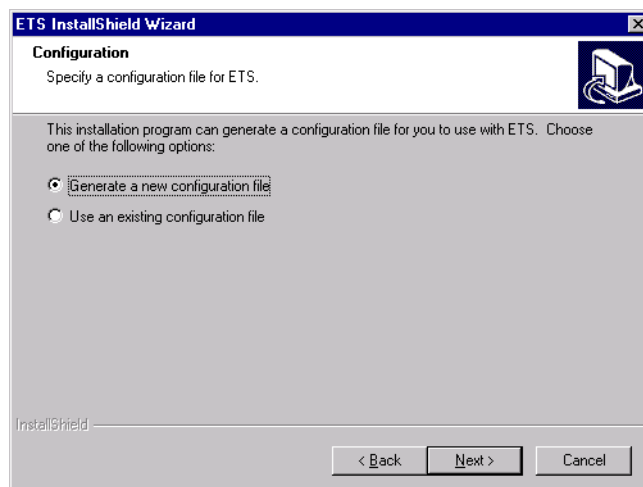 ETS InstallShield Wizard
Configuration
Specify a configuration file for ETS.
This installation program can generate a configuration file for you to use with ETS. Choose
one of the following options:
Generate a new configuration file
Use an existing configuration file
InstallShield
< Back
Next >
Cancel